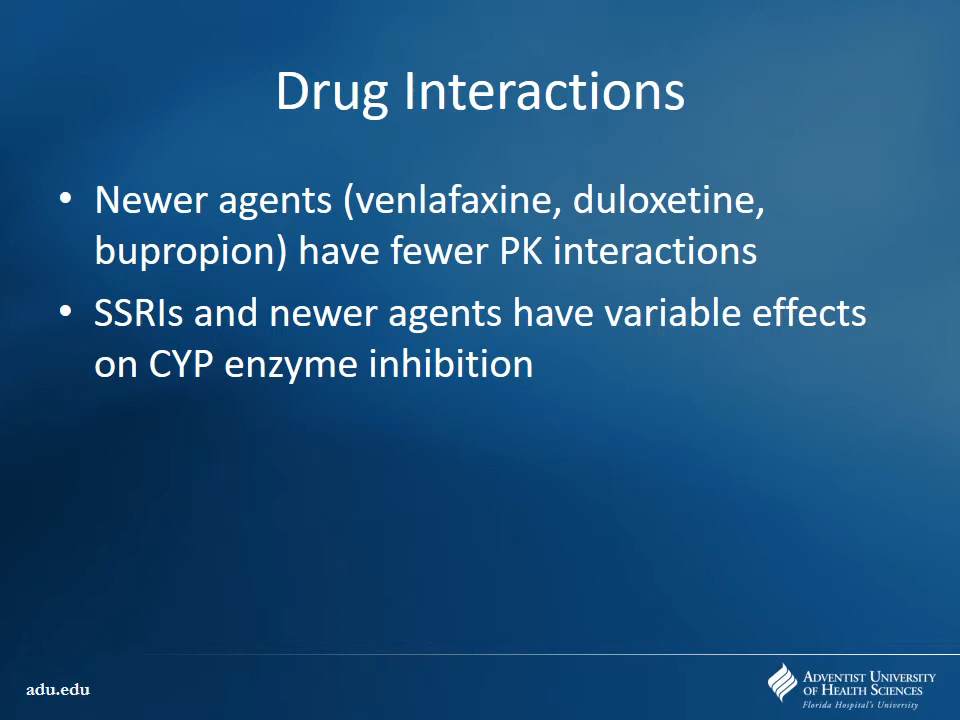 Drug Interactions
• Newer agents (venlafaxine, duloxetine,
bupropion) have fewer PK interactions
• SSRIs and newer agents have variable effects
on CYP enzyme inhibition
adu.edu
ADVENTIST UNIVERSITY
OF HEALTH SCIENCES
Florida Hospital's University